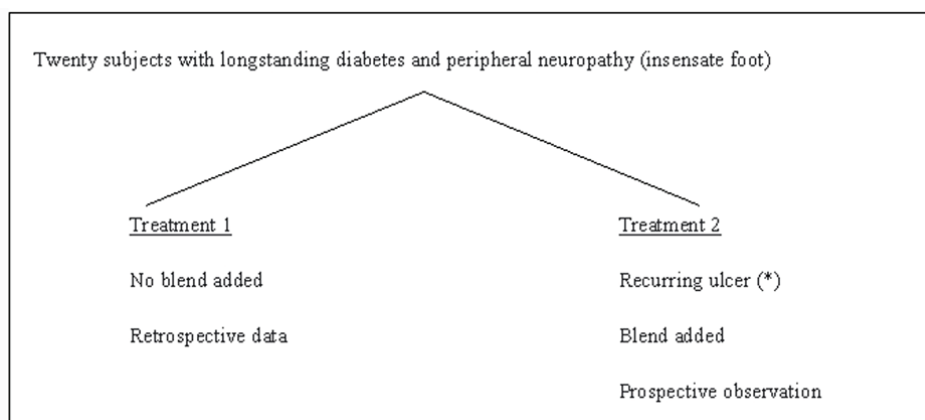 Twenty subjects with longstanding diabetes and peripheral neuropathy (insensate foot)
Treatment 1
No blend added
Retrospective data
Treatment 2
Recurring ulcer (*)
Blend added
Prospective observation